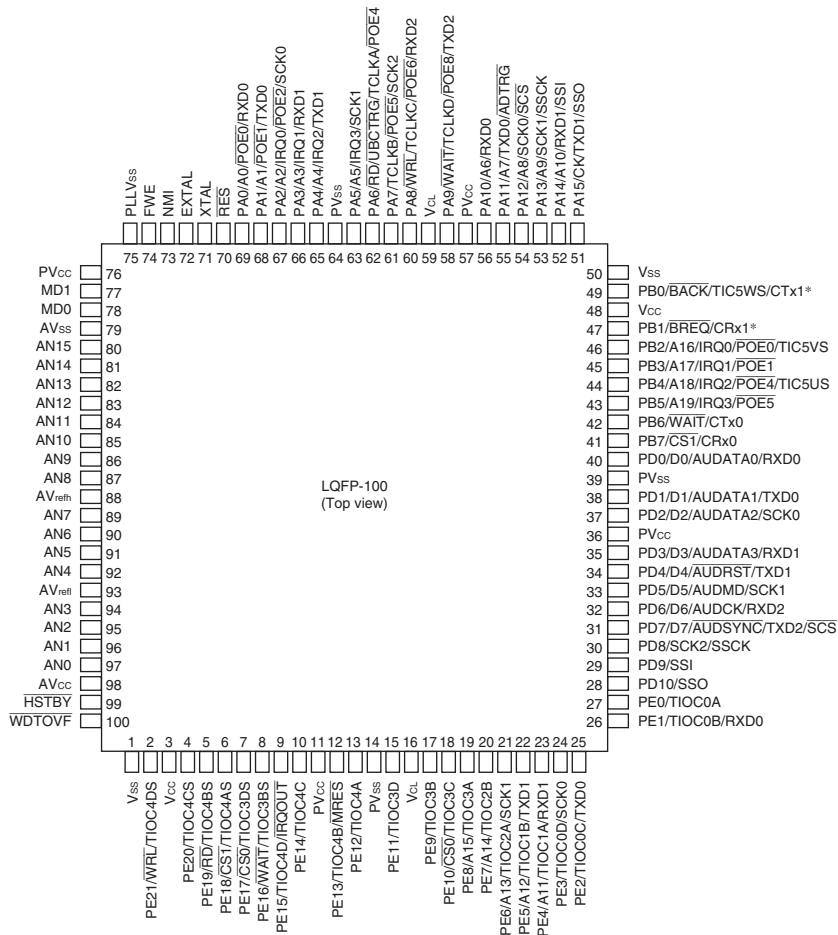 PLLVSS
FWE
NMI
EXTAL
XTAL
RES
PA0/A0/POE0/RXD0
PA1/A1/POE1/TXD0
PA2/A2/IRQ0/POE2/SCK0
PA3/A3/IRQ1/RXD1
PA4/A4/IRQ2/TXD1
PVSS
PA5/A5/IRQ3/SCK1
PA6/RD/UBCTRG/TCLKA/POE4
PA7/TCLKB/POE5/SCK2
PA8/WRL/TCLKC/POE6/RXD2
VCL
PA9/WAIT/TCLKD/POE8/TXD2
PVCC
PA10/A6/RXD0
PA11/A7/TXD0/ADTRG
PA12/A8/SCK0/SCS
PA13/A9/SCK1/SSCK
PA14/A10/RXD1/SSI
PA15/CK/TXD1/SSO
75 74 73 72 71 70 69 68 67 66 65 64 63 62 61 60 59 58 57 56 55 54 53 52 51
PVCC 76
MD1 77
MD0 78
AVSS 79
AN15 80
AN14 81
AN13 82
AN12 83
AN11 84
AN10 85
AN9 86
AN8 87
AVrefh 88
AN7 89
AN6 90
AN5 91
AN4 92
AVrefl 93
AN3 94
AN2 95
AN1 96
AN0 97
AVCC 98
HSTBY 99
WDTOVF 100
LQFP-100
(Top view)
50 VSS
49 PB0/BACK/TIC5WS/CTx1*
48 VCC
47 PB1/BREQ/CRx1*
46 PB2/A16/IRQ0/POE0/TIC5VS
45 PB3/A17/IRQ1/POE1
44 PB4/A18/IRQ2/POE4/TIC5US
43 PB5/A19/IRQ3/POE5
42 PB6/WAIT/CTx0
41 PB7/CS1/CRx0
40 PD0/D0/AUDATA0/RXD0
39 PVSS
38 PD1/D1/AUDATA1/TXD0
37 PD2/D2/AUDATA2/SCK0
36 PVCC
35 PD3/D3/AUDATA3/RXD1
34 PD4/D4/AUDRST/TXD1
33 PD5/D5/AUDMD/SCK1
32 PD6/D6/AUDCK/RXD2
31 PD7/D7/AUDSYNC/TXD2/SCS
30 PD8/SCK2/SSCK
29 PD9/SSI
28 PD10/SSO
27 PE0/TIOC0A
26 PE1/TIOC0B/RXD0
1 2 3 4 5 6 7 8 9 10 11 12 13 14 15 16 17 18 19 20 21 22 23 24 25
VSS
PE21/WRL/TIOC4DS
VCC
PE20/TIOC4CS
PE19/RD/TIOC4BS
PE18/CS1/TIOC4AS
PE17/CS0/TIOC3DS
PE16/WAIT/TIOC3BS
PE15/TIOC4D/IRQOUT
PE14/TIOC4C
PVCC
PE13/TIOC4B/MRES
PE12/TIOC4A
PVSS
PE11/TIOC3D
VCL
PE9/TIOC3B
PE10/CS0/TIOC3C
PE8/A15/TIOC3A
PE7/A14/TIOC2B
PE6/A13/TIOC2A/SCK1
PE5/A12/TIOC1B/TXD1
PE4/A11/TIOC1A/RXD1
PE3/TIOC0D/SCK0
PE2/TIOC0C/TXD0